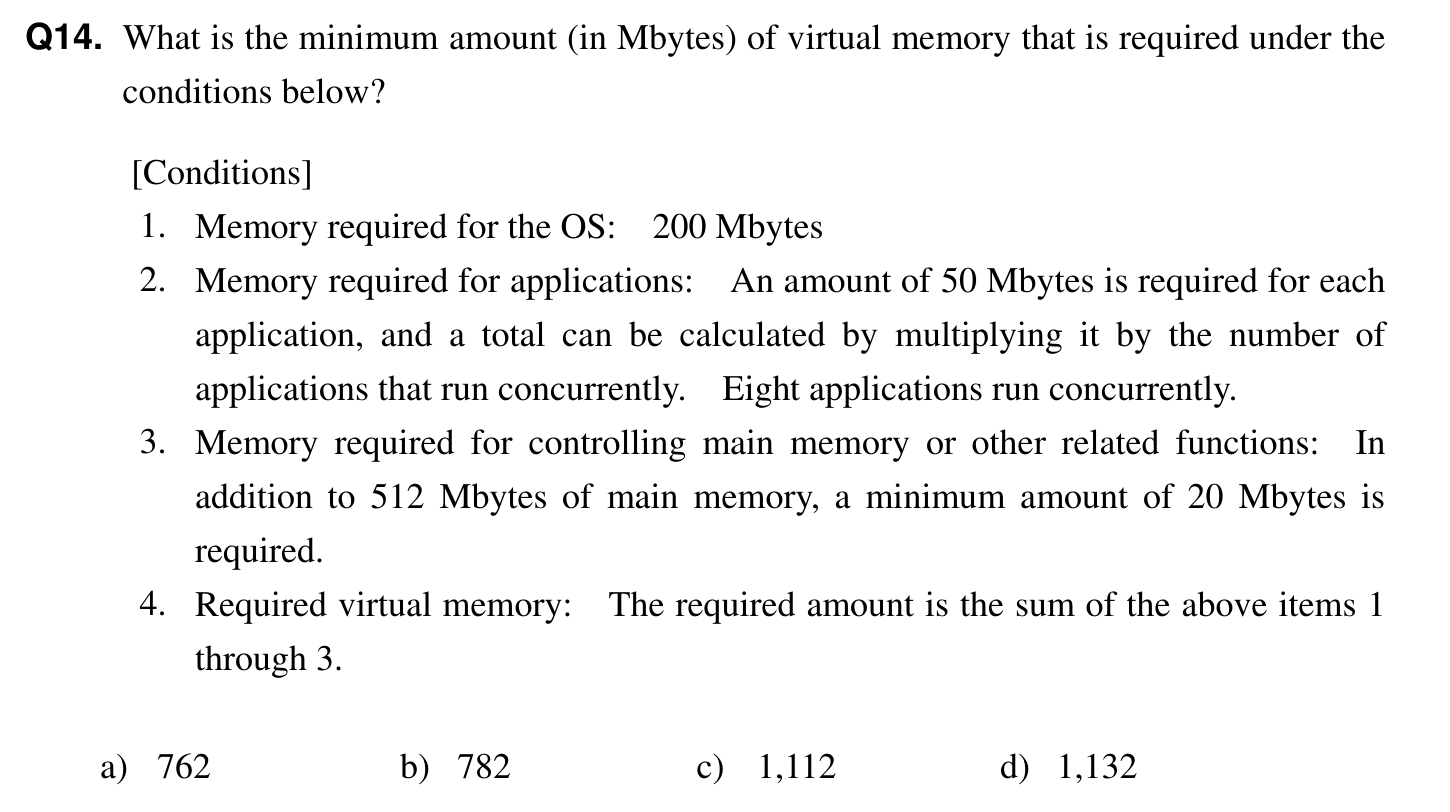 Q14. What is the minimum amount (in Mbytes) of virtual memory that is required under the
conditions below?
[Conditions]
1. Memory required for the OS: 200 Mbytes
2. Memory required for applications: An amount of 50 Mbytes is required for each
application, and a total can be calculated by multiplying it by the number of
applications that run concurrently. Eight applications run concurrently.
3. Memory required for controlling main memory or other related functions: In
addition to 512 Mbytes of main memory, a minimum amount of 20 Mbytes is
required.
4. Required virtual memory: The required amount is the sum of the above items 1
through 3.
a) 762 b) 782 c) 1,112 d) 1,132